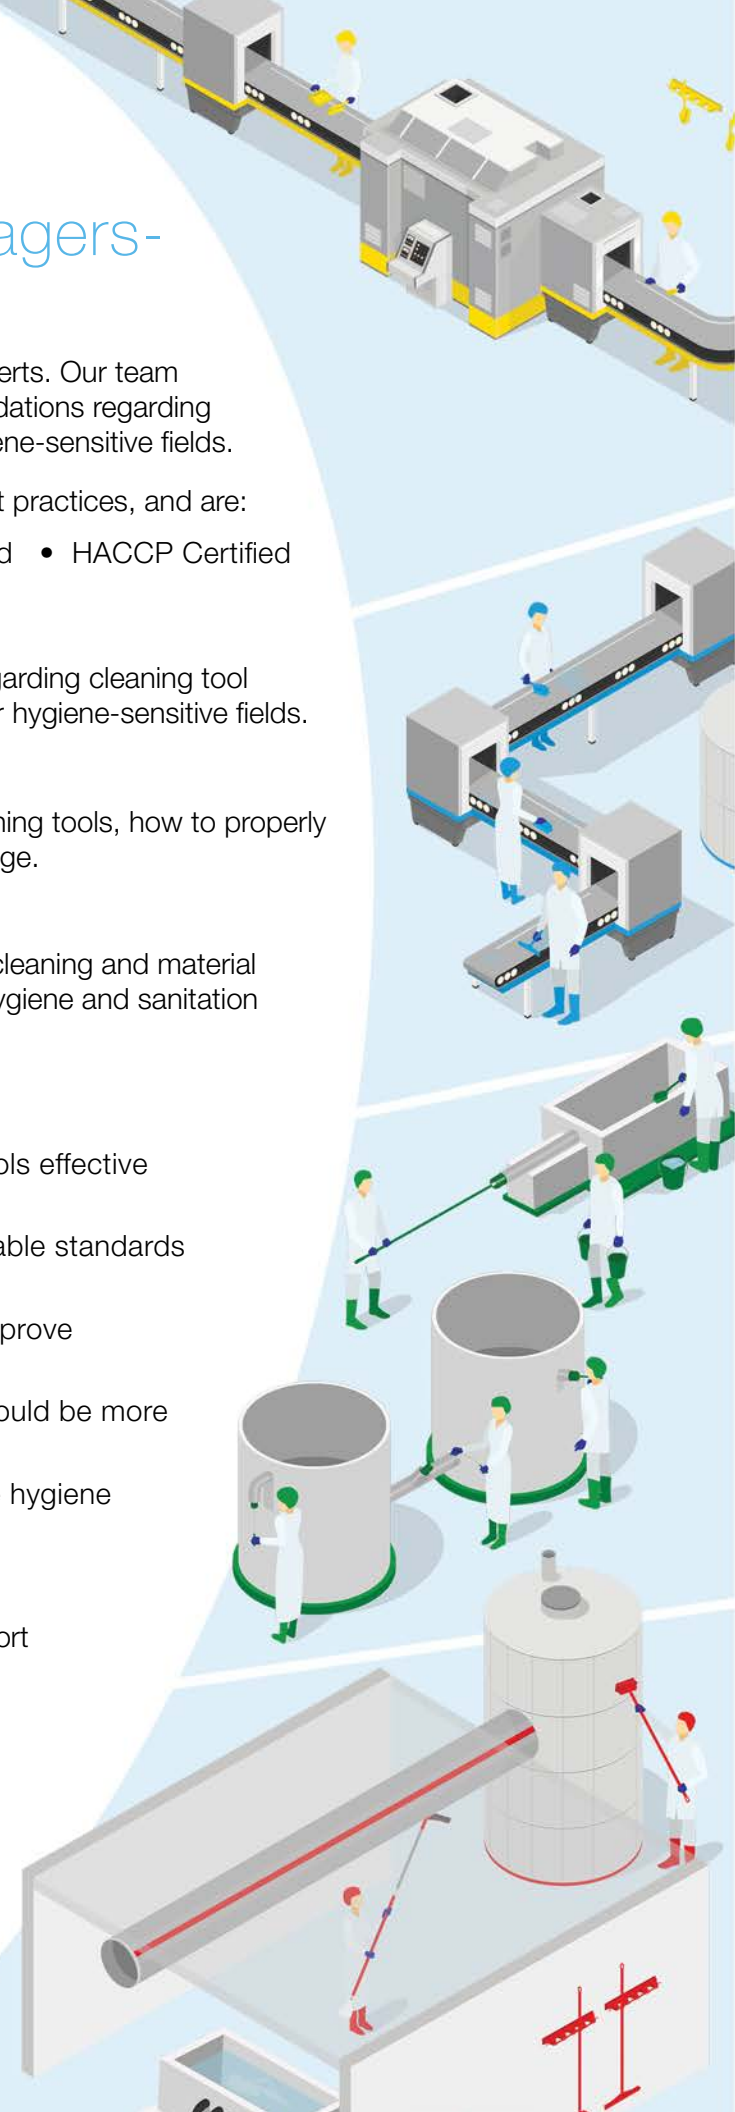 agers-
erts. Our team
dations regarding
ene-sensitive fields.
t practices, and are:
d • HACCP Certified
garding cleaning tool
r hygiene-sensitive fields.
ning tools, how to properly
ge.
cleaning and material
ygiene and sanitation
ols effective
able standards
prove
ould be more
hygiene
ort